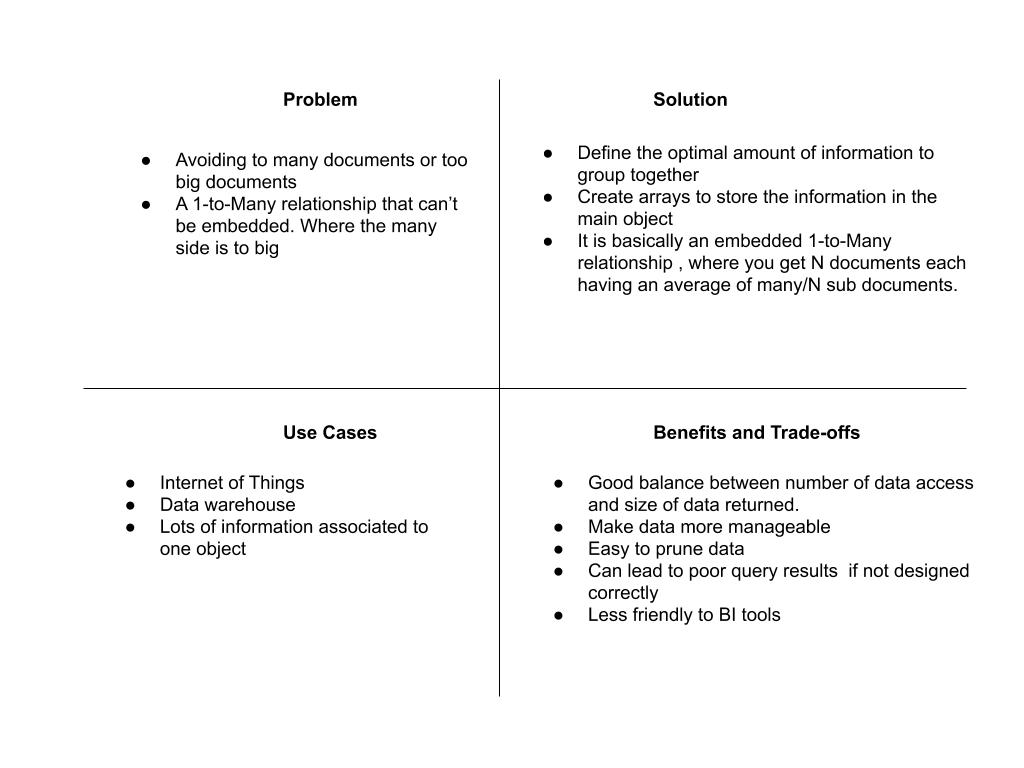 Problem
● Avoiding to many documents or too
big documents
● A 1-to-Many relationship that can’t
be embedded. Where the many
side is to big
Solution
● Define the optimal amount of information to
group together
● Create arrays to store the information in the
main object
● It is basically an embedded 1-to-Many
relationship , where you get N documents each
having an average of many/N sub documents.
Use Cases
● Internet of Things
● Data warehouse
● Lots of information associated to
one object
Benefits and Trade-offs
● Good balance between number of data access
and size of data returned.
● Make data more manageable
● Easy to prune data
● Can lead to poor query results  if not designed
correctly
● Less friendly to BI tools